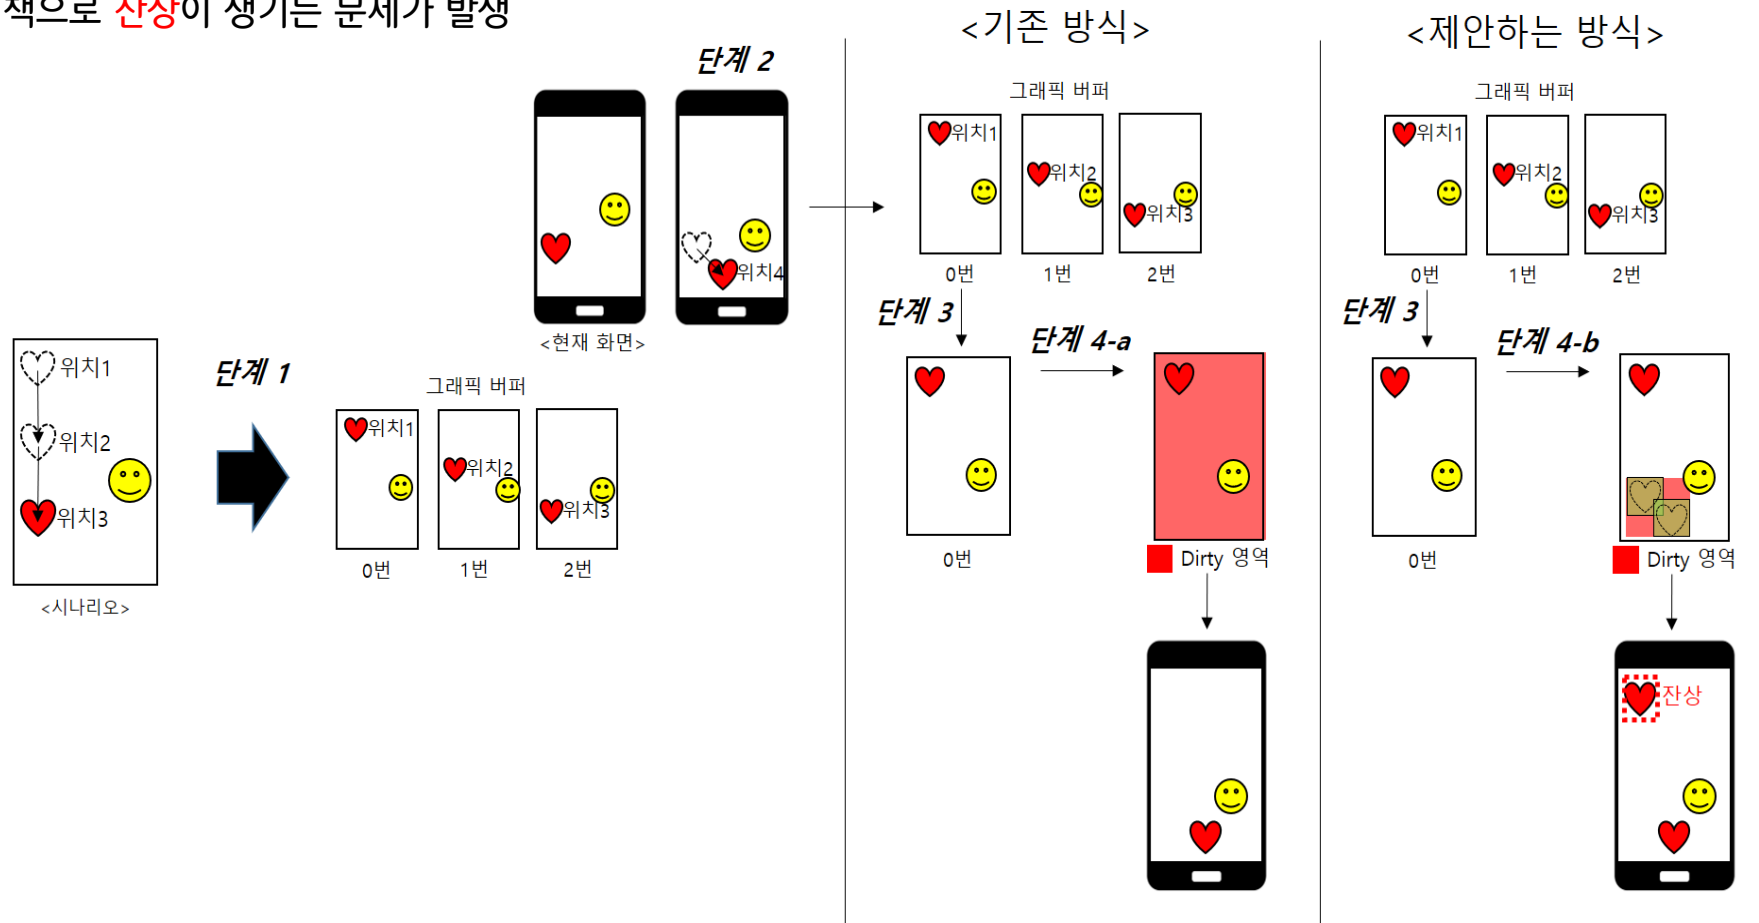 책으로 잔상이 생기는 문제가 발생
<기존 방식>
<제안하는 방식>
단계 2
위치4
<현재 화면>
위치1
위치2
위치3
<시나리오>
단계 1
그래픽 버퍼
위치1
위치2
위치3
0번
1번
2번
그래픽 버퍼
위치1
위치2
위치3
0번
1번
2번
단계 3
단계 4-a
0번
Dirty 영역
그래픽 버퍼
위치1
위치2
위치3
0번
1번
2번
단계 3
단계 4-b
0번
Dirty 영역
잔상